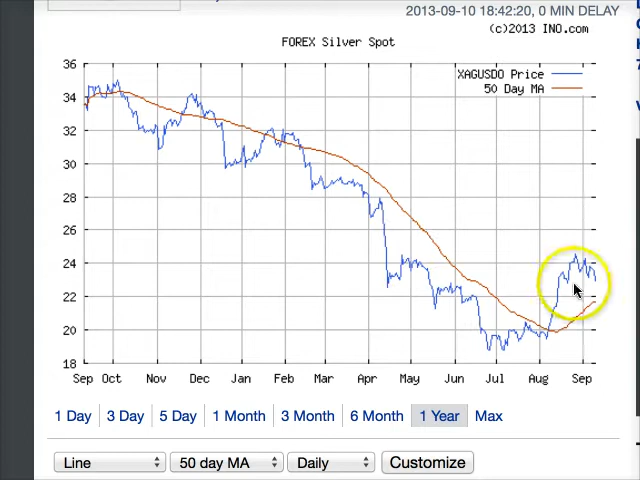 2013-09-10 18:42:20, 0 MIN DELAY
(c)2013 INO.com
FOREX Silver Spot
XAGUSDO Price
50 Day MA
36
34
32
30
28
26
24
22
20
18
Sep Oct Nov Dec Jan Feb Mar Apr May Jun Jul Aug Sep
1 Day 3 Day 5 Day 1 Month 3 Month 6 Month 1 Year Max
Line 50 day MA Daily Customize